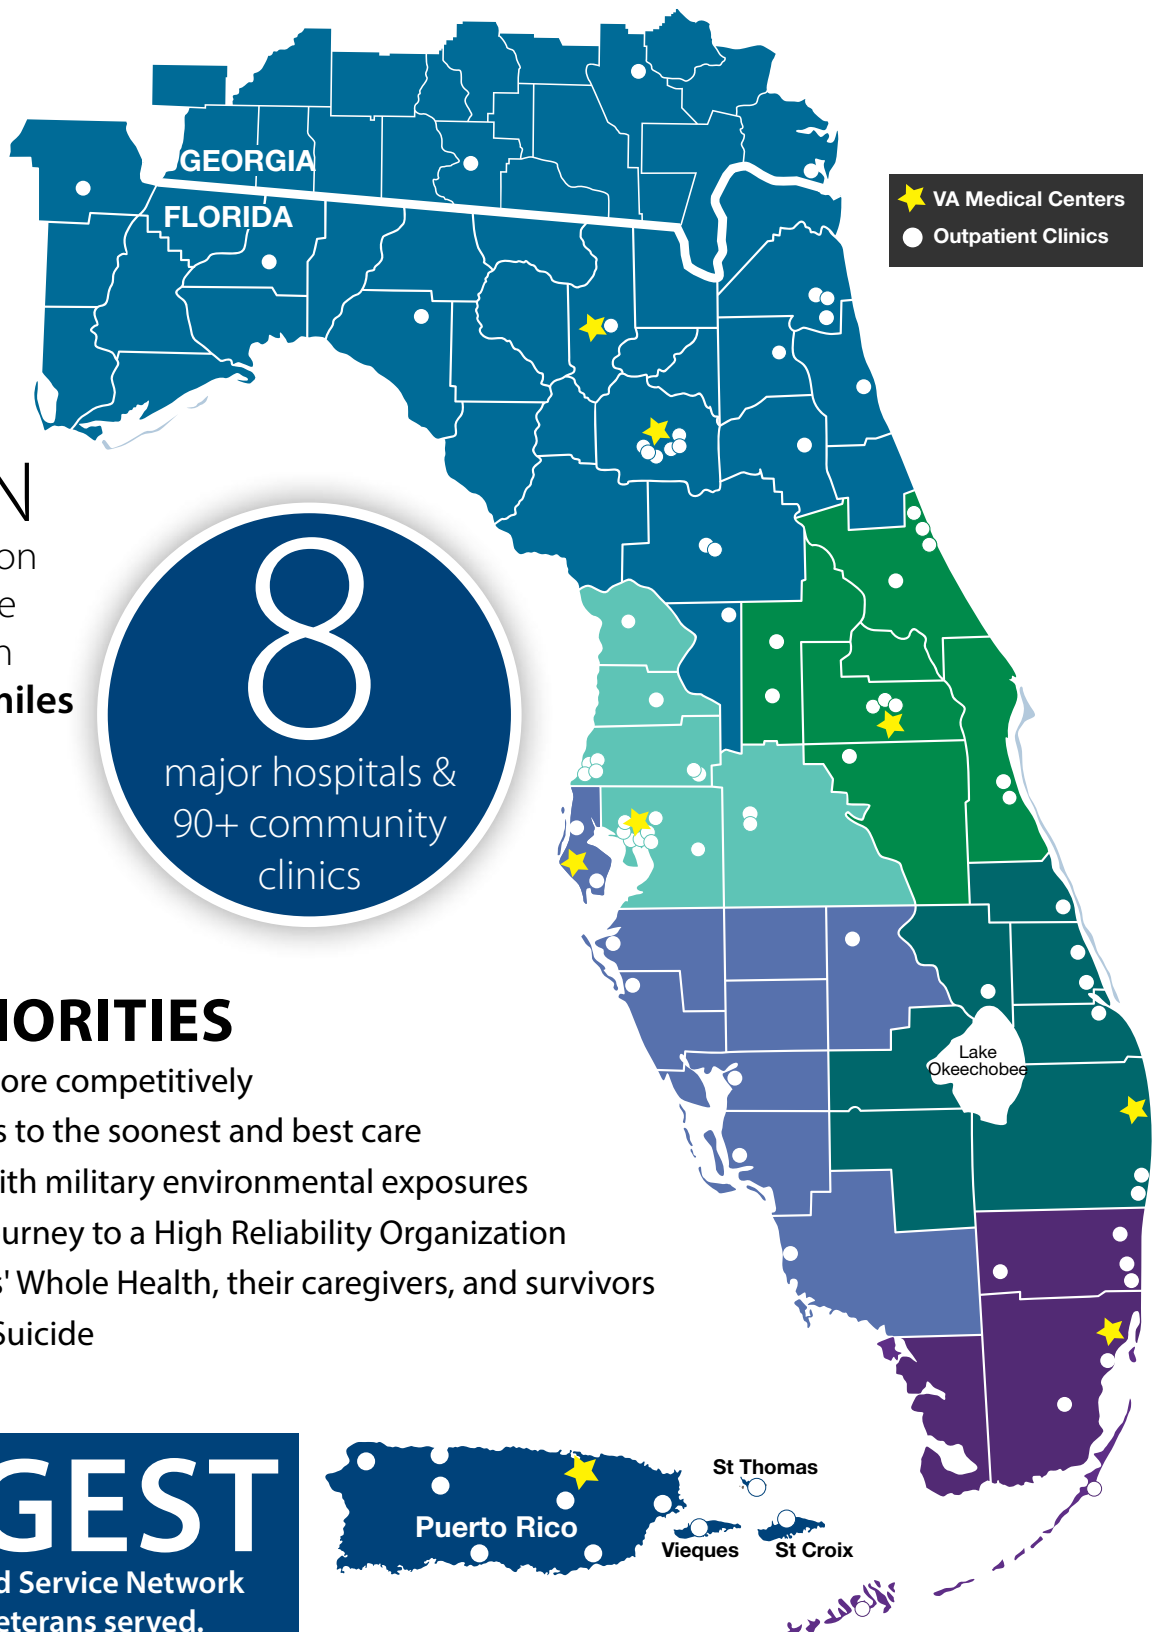 GEORGIA
FLORIDA
VA Medical Centers
Outpatient Clinics
N
on
e
n
niles
8
major hospitals &
90+ community
clinics
Lake
Okeechobee
IORITIES
ore competitively
s to the soonest and best care
ith military environmental exposures
urney to a High Reliability Organization
s' Whole Health, their caregivers, and survivors
Suicide
GEST
d Service Network
eterans served.
Puerto Rico
St Thomas
Vieques
St Croix